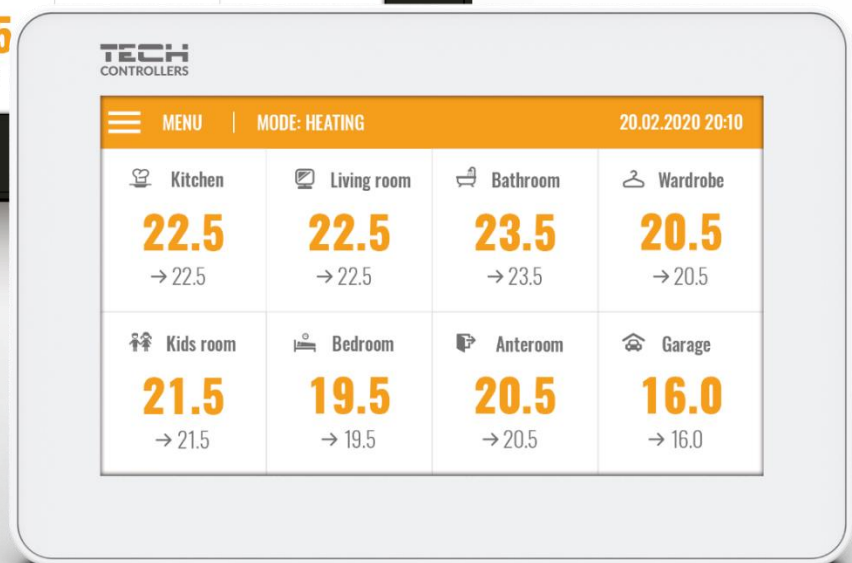 5
TECH
CONTROLLERS
MENU | MODE: HEATING 20.02.2020 20:10
Kitchen Living room Bathroom Wardrobe
22.5 22.5 23.5 20.5
→ 22.5 → 22.5 → 23.5 → 20.5
Kids room Bedroom Anteroom Garage
21.5 19.5 20.5 16.0
→ 21.5 → 19.5 → 20.5 → 16.0